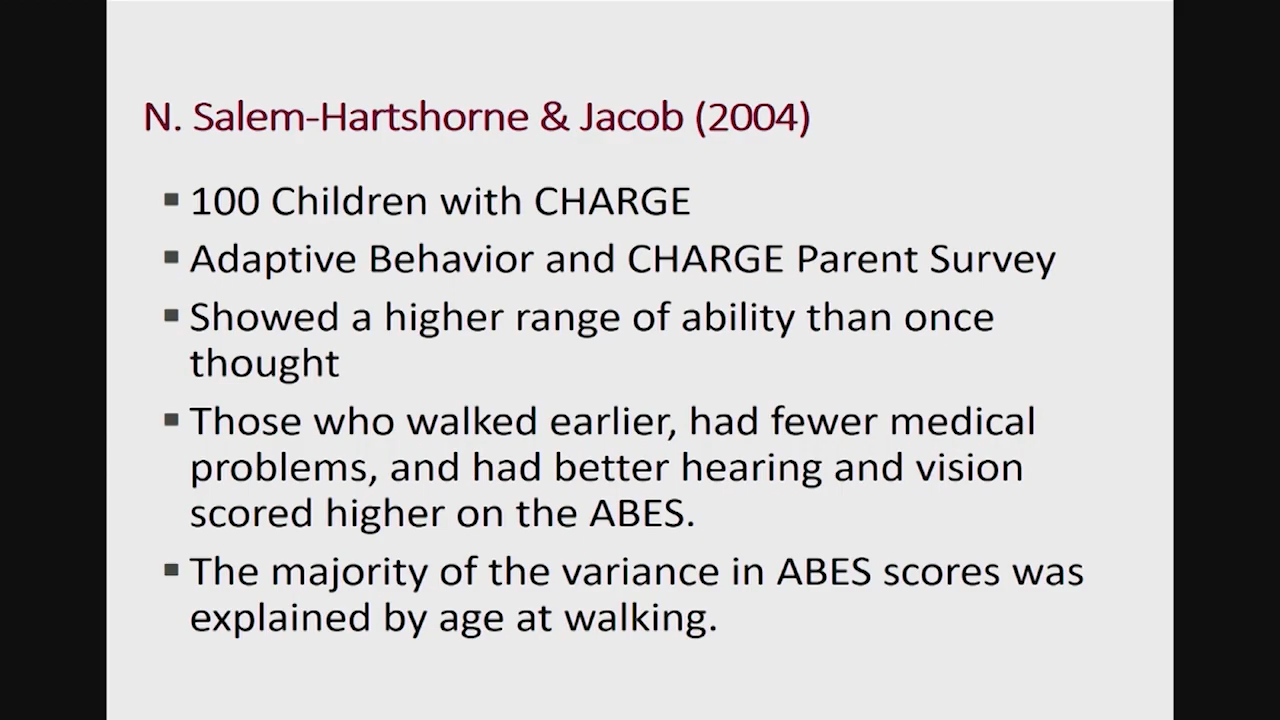 N. Salem-Hartshorne & Jacob (2004)
▪ 100 Children with CHARGE
▪ Adaptive Behavior and CHARGE Parent Survey
▪ Showed a higher range of ability than once
thought
▪ Those who walked earlier, had fewer medical
problems, and had better hearing and vision
scored higher on the ABES.
▪ The majority of the variance in ABES scores was
explained by age at walking.